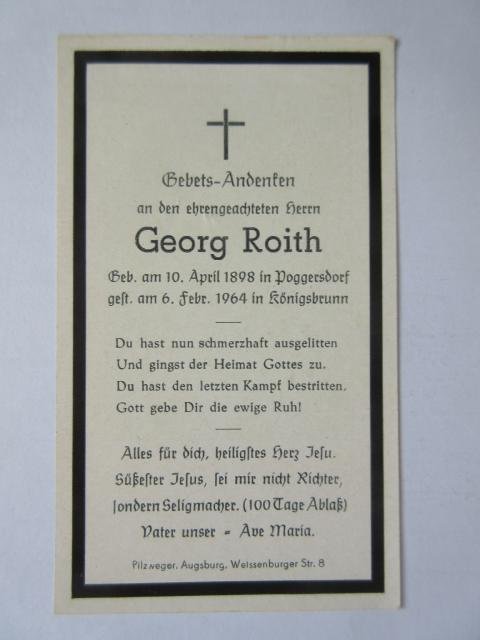 Gebets-Andenken
an den ehrengeachteten Herrn
Georg Roith
Geb. am 10. April 1898 in Poggersdorf
gest. am 6. Febr. 1964 in Königsbrunn
Du hast nun schmerzhaft ausgelitten
Und gingst der Heimat Gottes zu.
Du hast den letzten Kampf bestritten.
Gott gebe Dir die ewige Ruh!
Alles für dich, heiligstes Herz Jesu.
Süßester Jesus, sei mir nicht Richter,
sondern Seligmacher. (100 Tage Ablaß)
Vater unser - Ave Maria.
Pilzweger, Augsburg, Weissenburger Str. 8